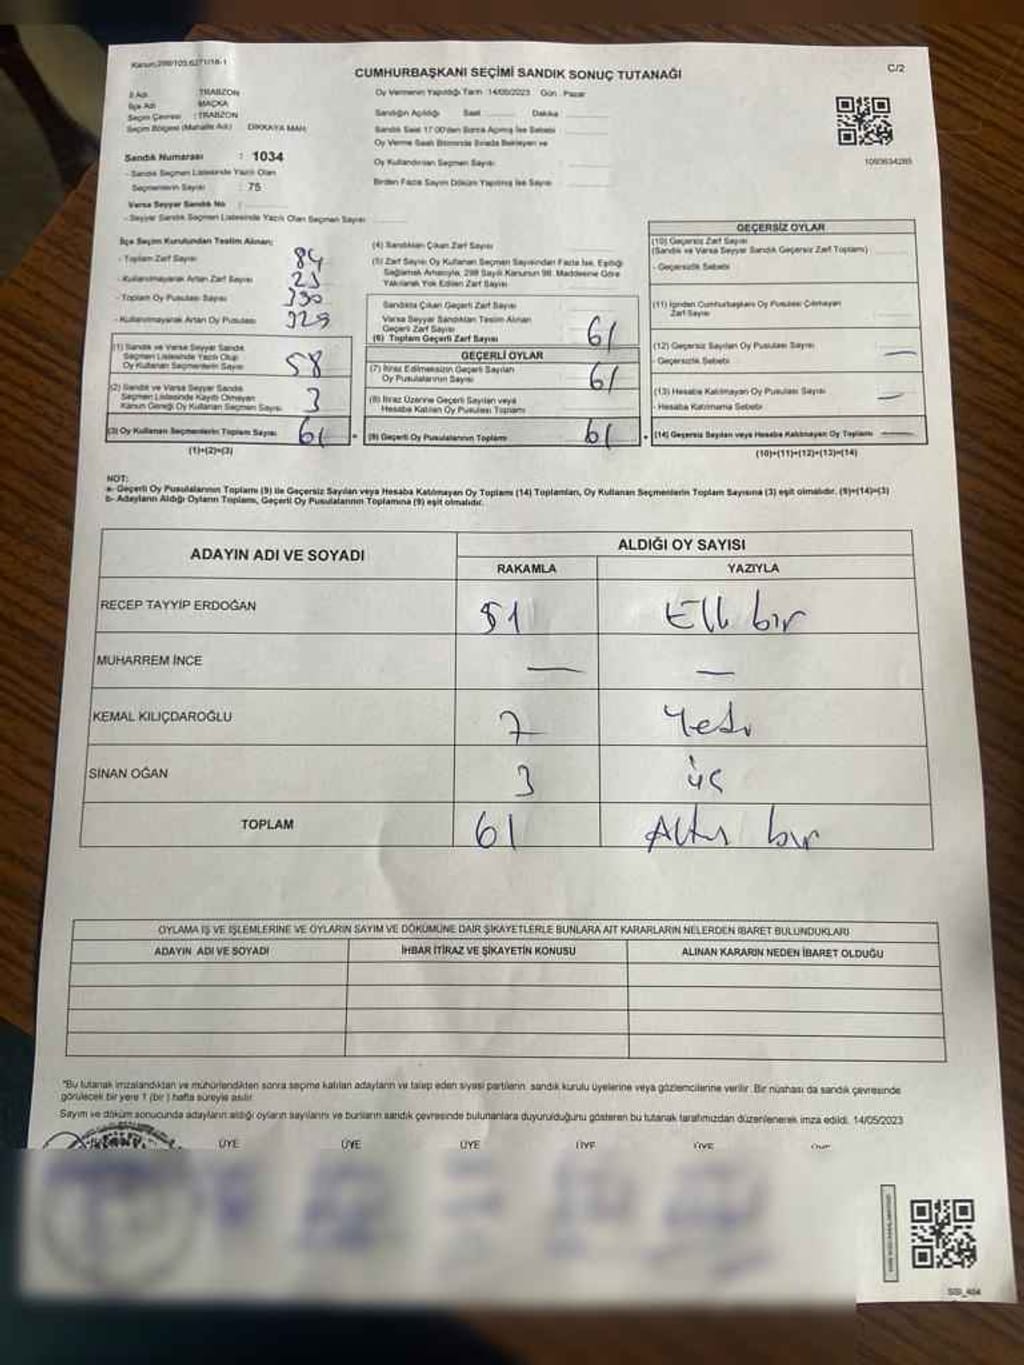 CUMHURBAŞKANI SEÇİMİ SANDIK SONUÇ TUTANAĞI
C/2
İl Adı : TRABZON
İlçe Adı MAÇKA
Seçim Çevresi : TRABZON
Seçim Bölgesi (Mahalle Adı) DİKKAYA MAH.
Sandık Numarası : 1034
- Sandık Seçmen Listesinde Yazılı Olan
Seçmenlerin Sayısı : 75
Varsa Seyyar Sandık No :
- Seyyar Sandık Seçmen Listesinde Yazılı Olan Seçmen Sayısı
Oy Vermenin Yapıldığı Tarih 14/05/2023 Gün : Pazar
Sandığın Açıldığı Saat Dakika
Sandık Saat 17:00'den Sonra Açılmış İse Sebebi
Oy Verme Saati Bitiminde Sırada Bekleyen ve
Oy Kullandırılan Seçmen Sayısı
Birden Fazla Sayım Döküm Yapılmış İse Sayısı
1060634265
İlçe Seçim Kurulundan Teslim Alınan;
- Toplam Zarf Sayısı 84
- Kullanılmayarak Artan Zarf Sayısı 23
- Toplam Oy Pusulası Sayısı
- Kullanılmayarak Artan Oy Pusulası
(1) Sandık ve Varsa Seyyar Sandık
Seçmen Listesinde Yazılı Olup
Oy Kullanan Seçmenlerin Sayısı 58
(2) Sandık ve Varsa Seyyar Sandık
Seçmen Listesinde Kayıtlı Olmayan
Kanun Gereği Oy Kullanan Seçmen Sayısı 3
(3) Oy Kullanan Seçmenlerin Toplam Sayısı 61
(1)+(2)=(3)
(4) Sandıktan Çıkan Zarf Sayısı
(5) Zarf Sayısı Oy Kullanan Seçmen Sayısından Fazla İse, Eşitliği
Sağlamak Amacıyla, 298 Sayılı Kanunun 98. Maddesine Göre
Yakılarak Yok Edilen Zarf Sayısı
Sandıkta Çıkan Geçerli Zarf Sayısı
Varsa Seyyar Sandıktan Teslim Alınan
Geçerli Zarf Sayısı
(6) Toplam Geçerli Zarf Sayısı 61
GEÇERLİ OYLAR
(7) İtiraz Edilmeksizin Geçerli Sayılan
Oy Pusulalarının Sayısı 61
(8) İtiraz Üzerine Geçerli Sayılan veya
Hesaba Katılan Oy Pusulası Toplamı
(9) Geçerli Oy Pusulalarının Toplamı 61
GEÇERSİZ OYLAR
(10) Geçersiz Zarf Sayısı
(Sandık ve Varsa Seyyar Sandık Geçersiz Zarf Toplamı)
- Geçersizlik Sebebi
(11) İçinden Cumhurbaşkanı Oy Pusulası Çıkmayan
Zarf Sayısı
(12) Geçersiz Sayılan Oy Pusulası Sayısı —
- Geçersizlik Sebebi
(13) Hesaba Katılmayan Oy Pusulası Sayısı —
- Hesaba Katılmama Sebebi
(14) Geçersiz Sayılan veya Hesaba Katılmayan Oy Toplamı —
(10)+(11)+(12)+(13)=(14)
NOT:
a- Geçerli Oy Pusulalarının Toplamı (9) ile Geçersiz Sayılan veya Hesaba Katılmayan Oy Toplamı (14) Toplamları, Oy Kullanan Seçmenlerin Toplam Sayısına (3) eşit olmalıdır. (9)+(14)=(3)
b- Adayların Aldığı Oyların Toplamı, Geçerli Oy Pusulalarının Toplamına (9) eşit olmalıdır.
ADAYIN ADI VE SOYADI ALDIĞI OY SAYISI
RAKAMLA YAZIYLA
RECEP TAYYİP ERDOĞAN 51 Elli bir
MUHARREM İNCE — —
KEMAL KILIÇDAROĞLU 7 Yedi
SİNAN OĞAN 3 üç
TOPLAM 61 Altmış bir
OYLAMA İŞ VE İŞLEMLERİNE VE OYLARIN SAYIM VE DÖKÜMÜNE DAİR ŞİKAYETLERLE BUNLARA AİT KARARLARIN NELERDEN İBARET BULUNDUKLARI
ADAYIN ADI VE SOYADI İHBAR İTİRAZ VE ŞİKAYETİN KONUSU ALINAN KARARIN NEDEN İBARET OLDUĞU
"Bu tutanak imzalandıktan ve mühürlendikten sonra seçime katılan adayların ve talep eden siyasi partilerin sandık kurulu üyelerine veya gözlemcilerine verilir. Bir nüshası da sandık çevresinde
görülecek bir yere 1 (bir) hafta süreyle asılır.
Sayım ve döküm sonucunda adayların aldığı oyların sayılarını ve bunların sandık çevresinde bulunanlara duyurulduğunu gösteren bu tutanak tarafımızdan düzenlenerek imza edildi. 14/05/2023
ÜYE ÜYE ÜYE ÜYE ÜYE